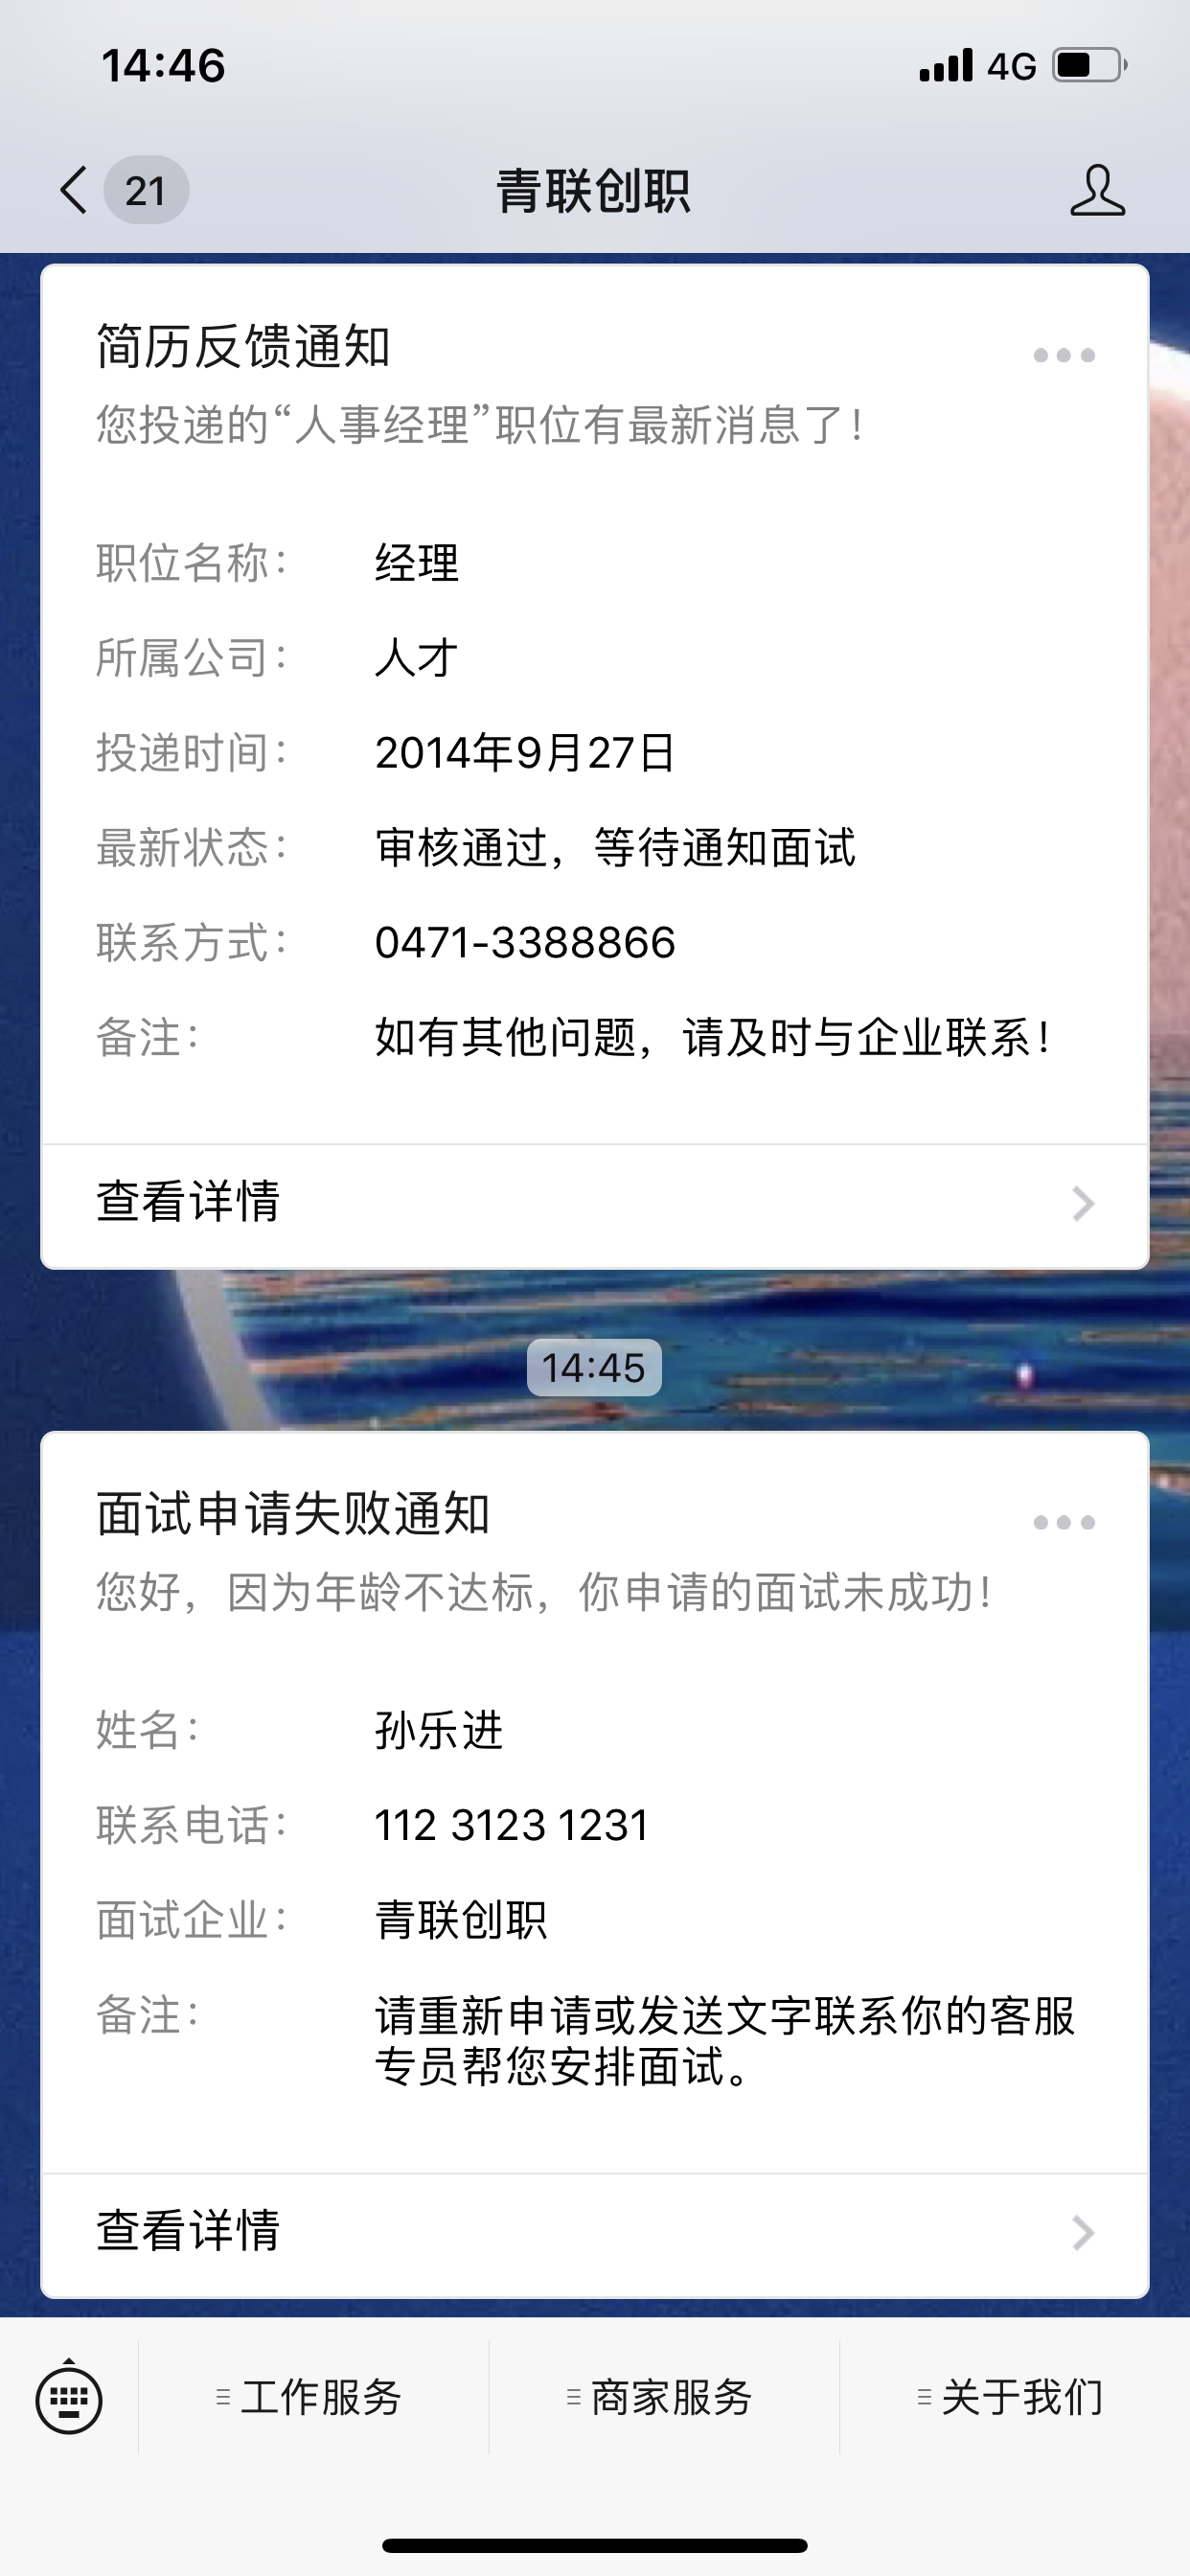 14:46
4G
21
青联创职
简历反馈通知
您投递的“人事经理”职位有最新消息了！
职位名称： 经理
所属公司： 人才
投递时间： 2014年9月27日
最新状态： 审核通过，等待通知面试
联系方式： 0471-3388866
备注： 如有其他问题，请及时与企业联系！
查看详情
14:45
面试申请失败通知
您好，因为年龄不达标，你申请的面试未成功！
姓名： 孙乐进
联系电话： 112 3123 1231
面试企业： 青联创职
备注： 请重新申请或发送文字联系你的客服
专员帮您安排面试。
查看详情
工作服务
商家服务
关于我们